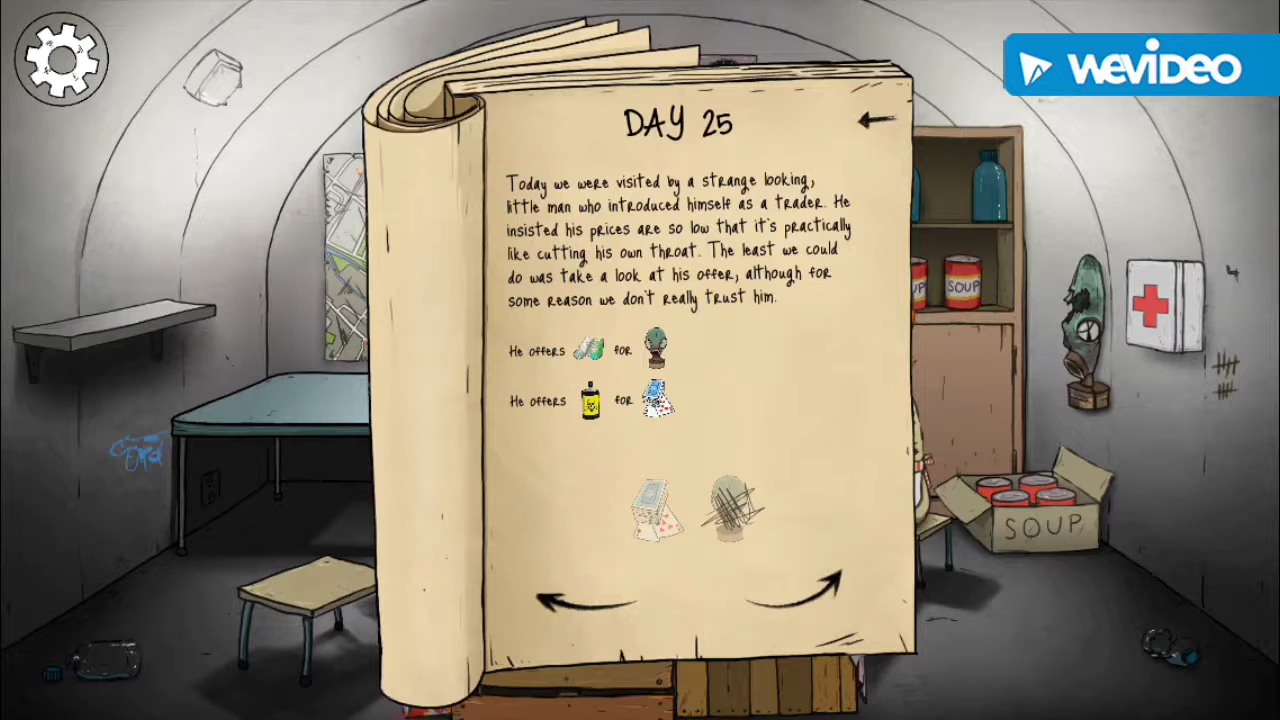 WEVIDEO
DAY 25
Today we were visited by a strange looking,
little man who introduced himself as a trader. He
insisted his prices are so low that it's practically
like cutting his own throat. The least we could
do was take a look at his offer, although for
some reason we don't really trust him.
He offers for
He offers for
UP SOUP
SOUP